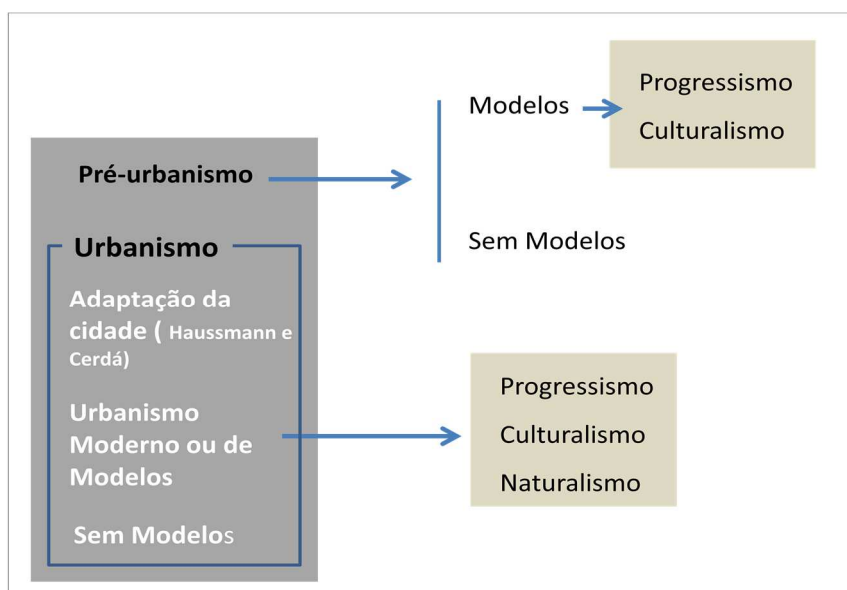 Pré-urbanismo
Modelos
Progressismo
Culturalismo
Sem Modelos
Urbanismo
Adaptação da
cidade ( Haussmann e
Cerdá)
Urbanismo
Moderno ou de
Modelos
Sem Modelos
Progressismo
Culturalismo
Naturalismo